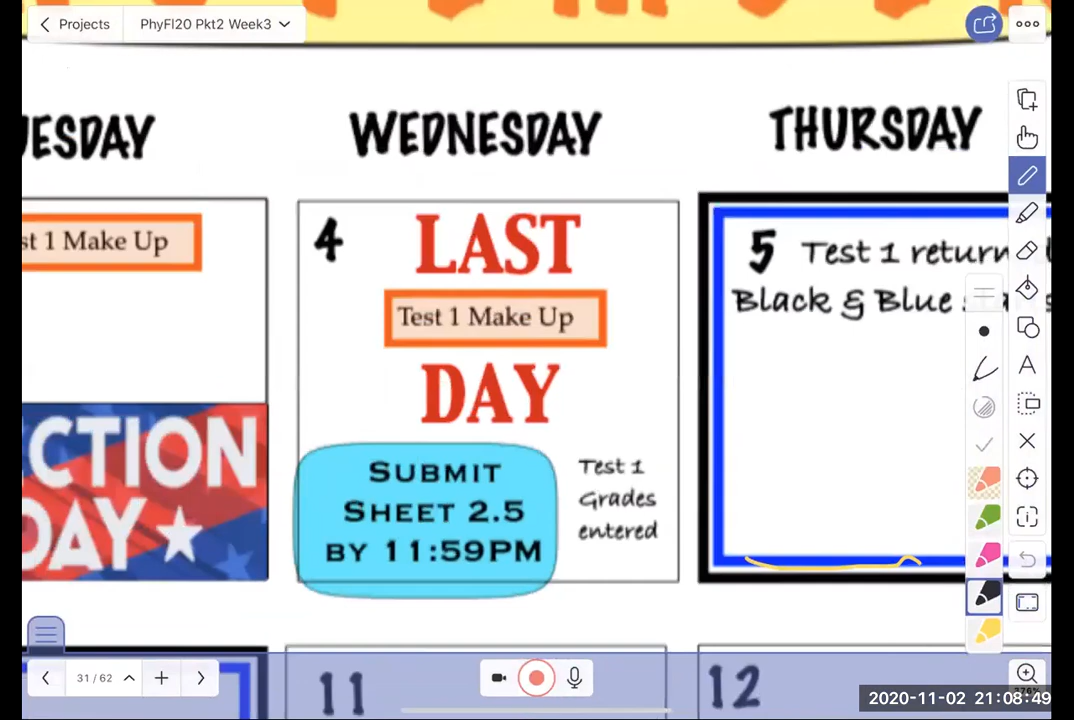 Projects PhyFl20 Pkt2 Week3
UESDAY WEDNESDAY THURSDAY
st 1 Make Up
4 LAST
Test 1 Make Up
DAY
SUBMIT
SHEET 2.5
BY 11:59PM
Test 1
Grades
entered
5 Test 1 return
Black & Blue
CTION
DAY
11 12
31 / 62
2020-11-02 21:08:49